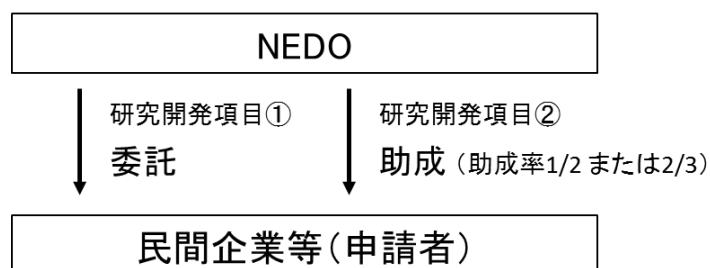 NEDO
研究開発項目①
委託
研究開発項目②
助成（助成率1/2 または2/3）
民間企業等（申請者）